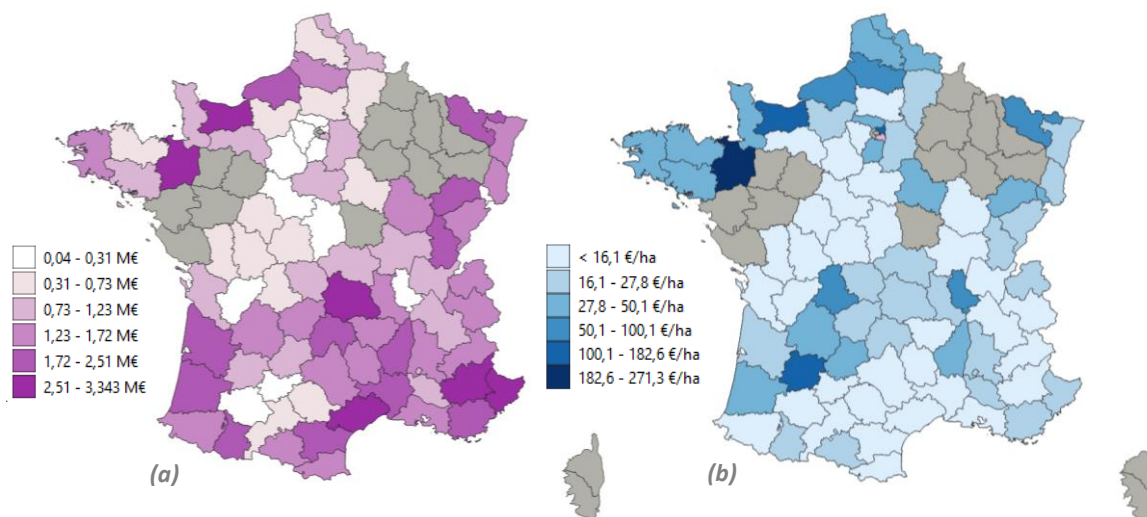 0,04 - 0,31 M€
0,31 - 0,73 M€
0,73 - 1,23 M€
1,23 - 1,72 M€
1,72 - 2,51 M€
2,51 - 3,343 M€
(a)
< 16,1 €/ha
16,1 - 27,8 €/ha
27,8 - 50,1 €/ha
50,1 - 100,1 €/ha
100,1 - 182,6 €/ha
182,6 - 271,3 €/ha
(b)